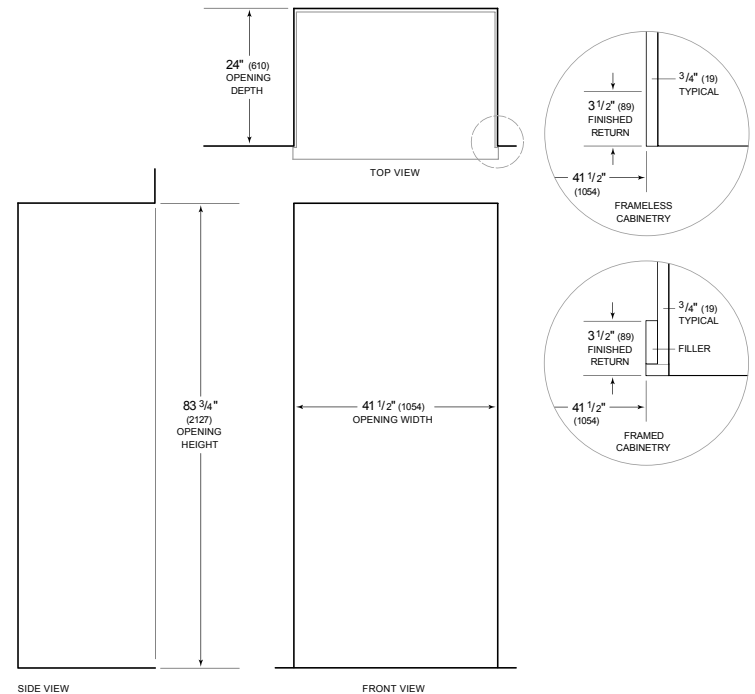 24" (610)
OPENING
DEPTH
TOP VIEW
3/4" (19)
TYPICAL
3 1/2" (89)
FINISHED
RETURN
41 1/2"
(1054)
FRAMELESS
CABINETRY
3/4" (19)
TYPICAL
3 1/2" (89)
FINISHED
RETURN
FILLER
41 1/2"
(1054)
FRAMED
CABINETRY
83 3/4"
(2127)
OPENING
HEIGHT
41 1/2" (1054)
OPENING WIDTH
SIDE VIEW
FRONT VIEW